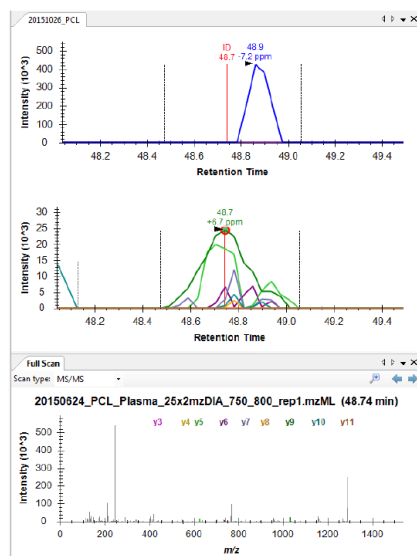 20151026_PCL
Intensity (10^3)
500
400
300
200
100
0
ID
48.7
48.9
-7.2 ppm
48.2 48.4 48.6 48.8 49.0 49.2 49.4
Retention Time
Intensity (10^3)
30
25
20
15
10
5
0
48.7
+6.7 ppm
48.2 48.4 48.6 48.8 49.0 49.2 49.4
Retention Time
Full Scan
Scan type: MS/MS
20150624_PCL_Plasma_25x2mzDIA_750_800_rep1.mzML (48.74 min)
y3 y4 y5 y6 y7 y8 y9 y10 y11
Intensity (10^3)
500
400
300
200
100
0
200 400 600 800 1000 1200 1400
m/z